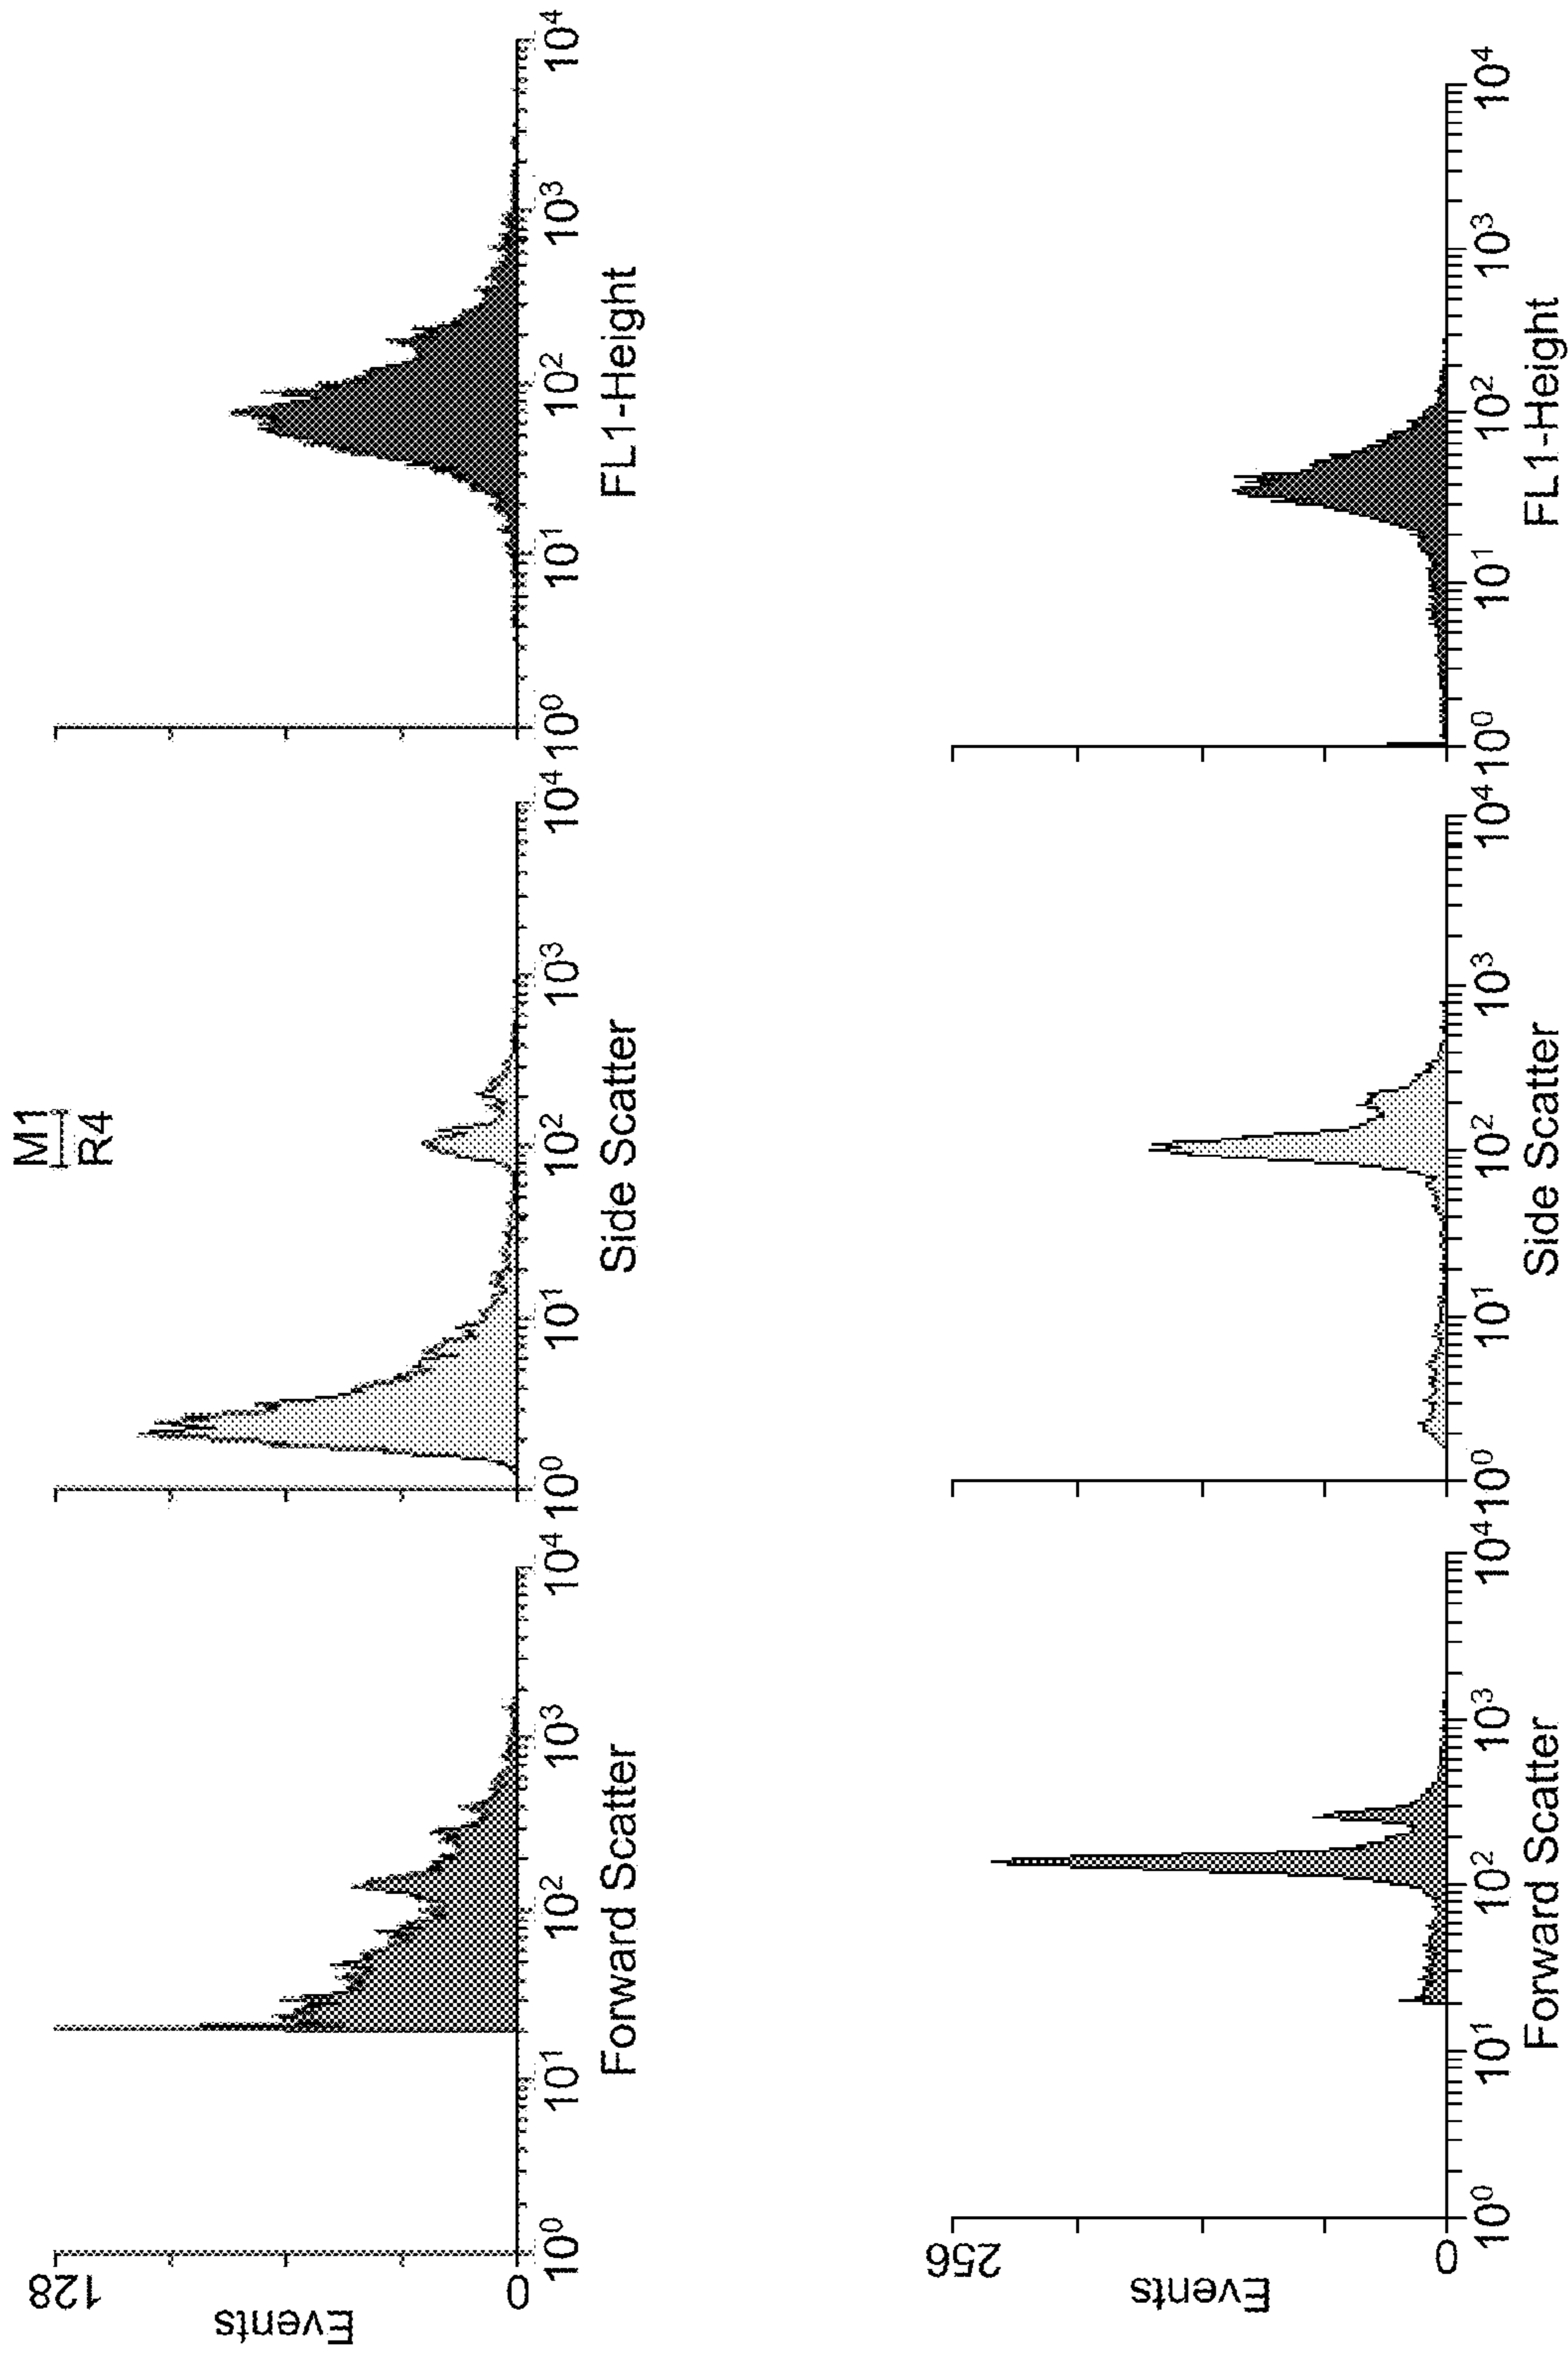 M1
R4
128
Events
0
10⁰ 10¹ 10² 10³ 10⁴
Forward Scatter
10⁰ 10¹ 10² 10³ 10⁴
Side Scatter
10⁰ 10¹ 10² 10³ 10⁴
FL1-Height
256
Events
0
10⁰ 10¹ 10² 10³ 10⁴
Forward Scatter
10⁰ 10¹ 10² 10³ 10⁴
Side Scatter
10⁰ 10¹ 10² 10³ 10⁴
FL1-Height